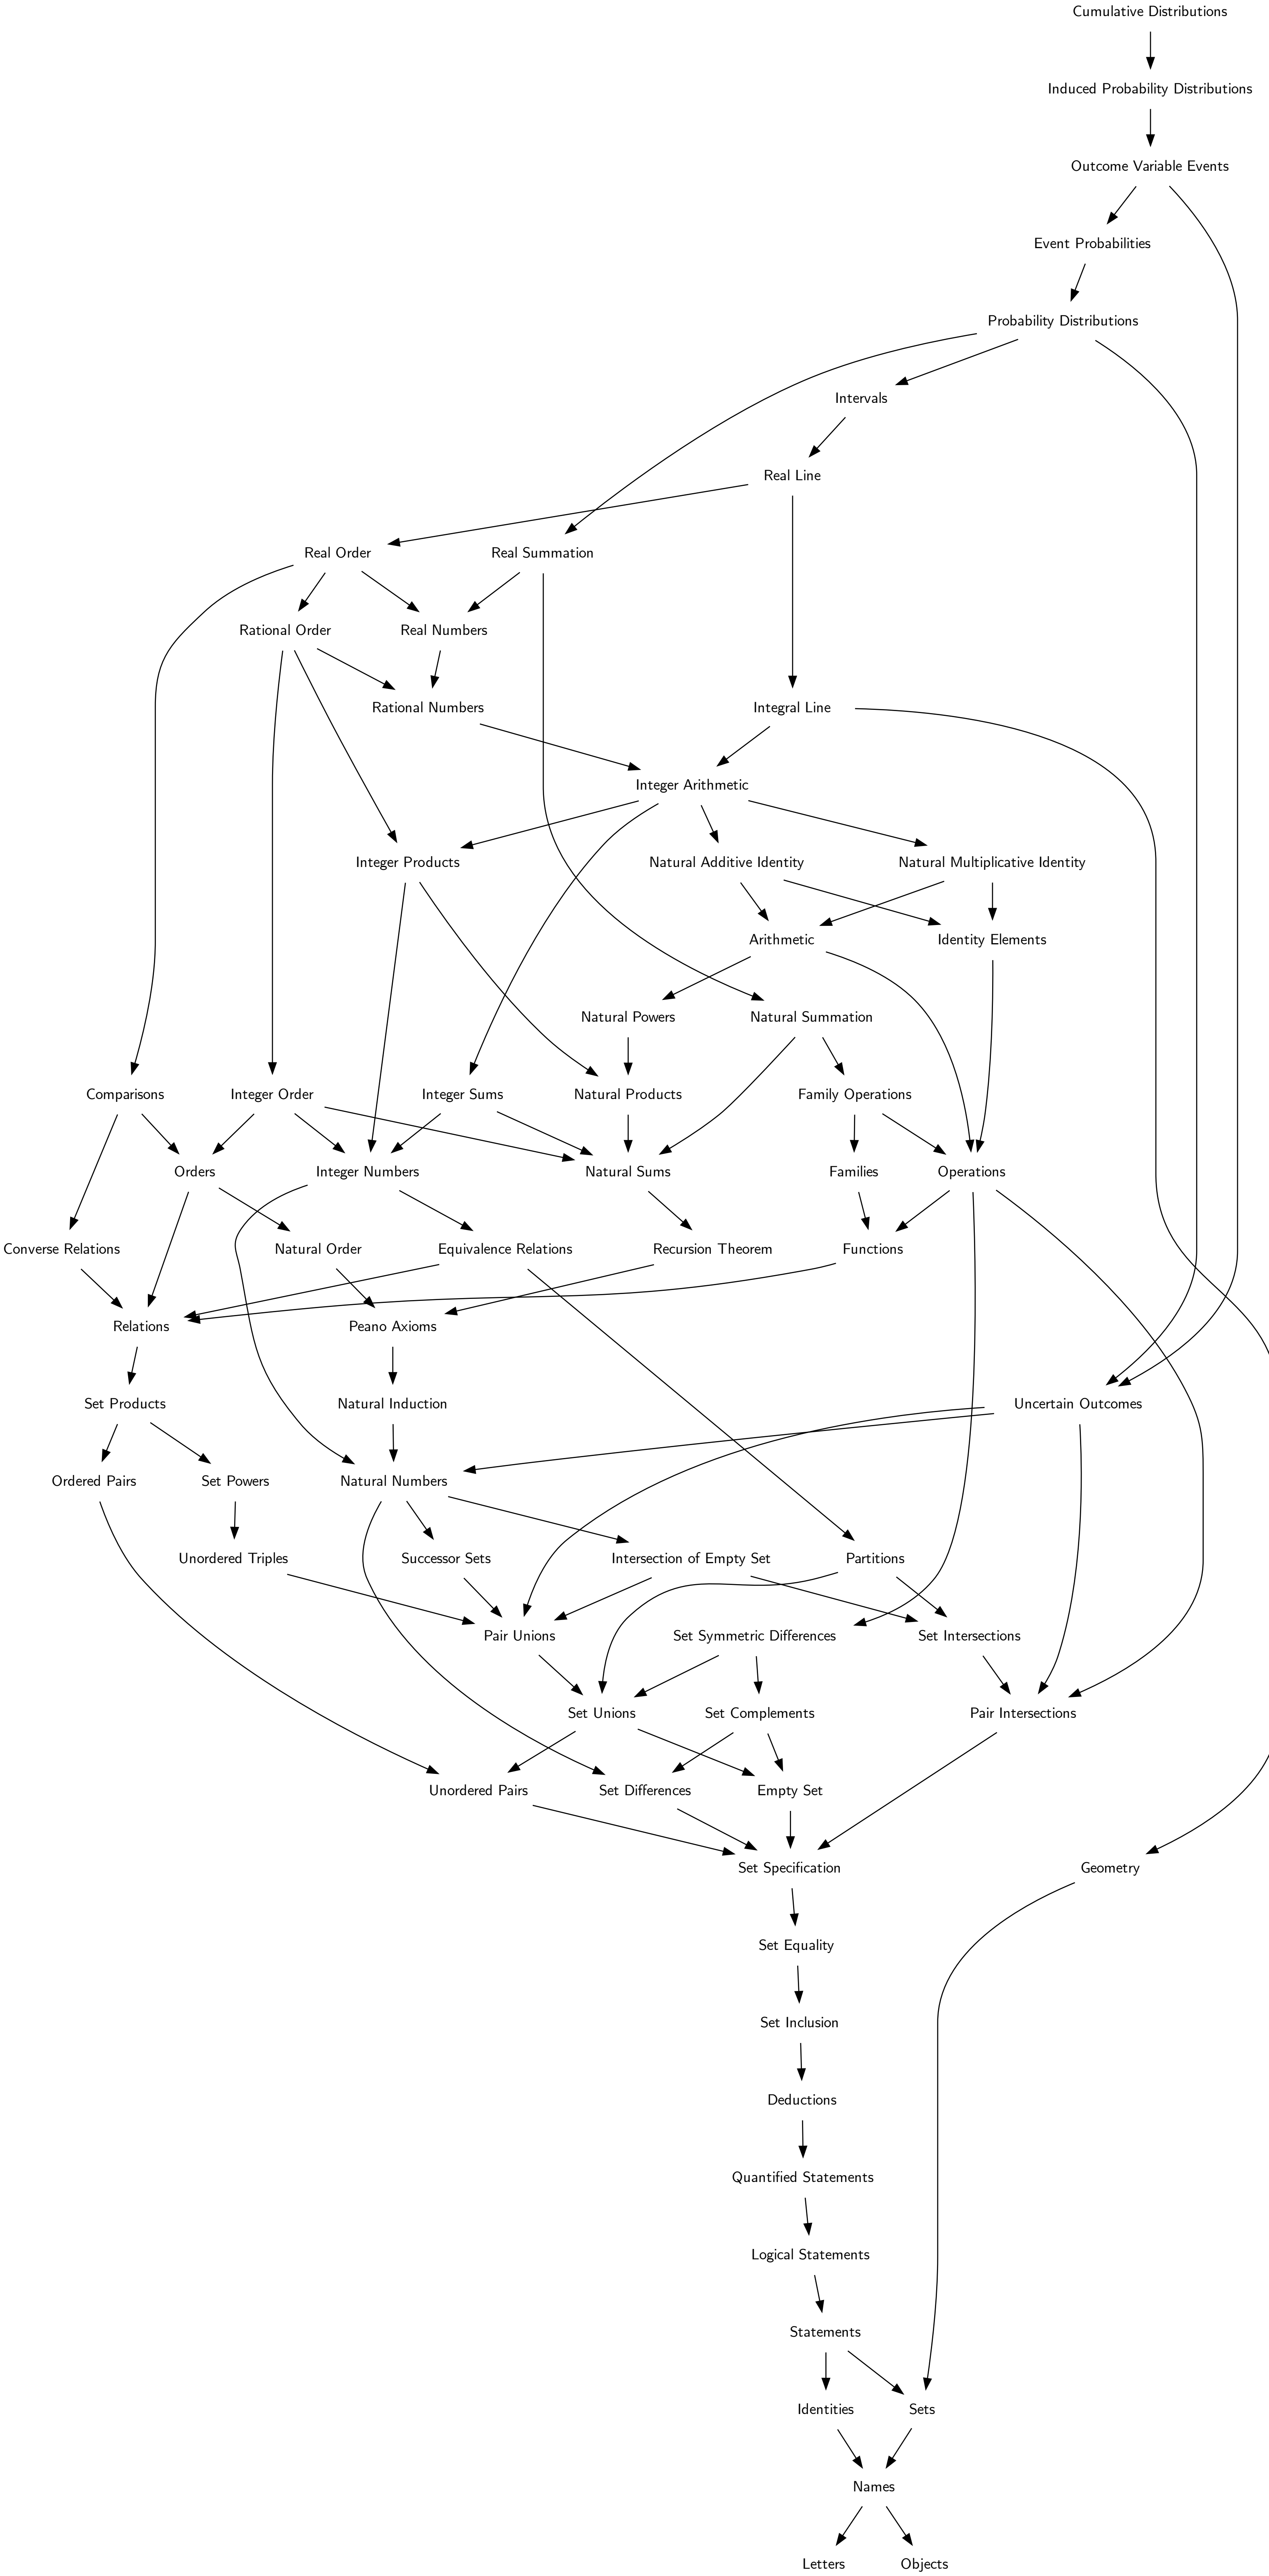 Cumulative Distributions
Induced Probability Distributions
Outcome Variable Events
Event Probabilities
Probability Distributions
Intervals
Real Line
Real Order
Real Summation
Rational Order
Real Numbers
Rational Numbers
Integral Line
Integer Arithmetic
Integer Products
Natural Additive Identity
Natural Multiplicative Identity
Arithmetic
Identity Elements
Natural Powers
Natural Summation
Comparisons
Integer Order
Integer Sums
Natural Products
Family Operations
Orders
Integer Numbers
Natural Sums
Families
Operations
Converse Relations
Natural Order
Equivalence Relations
Recursion Theorem
Functions
Relations
Peano Axioms
Set Products
Natural Induction
Uncertain Outcomes
Ordered Pairs
Set Powers
Natural Numbers
Unordered Triples
Successor Sets
Intersection of Empty Set
Partitions
Pair Unions
Set Symmetric Differences
Set Intersections
Set Unions
Set Complements
Pair Intersections
Unordered Pairs
Set Differences
Empty Set
Set Specification
Geometry
Set Equality
Set Inclusion
Deductions
Quantified Statements
Logical Statements
Statements
Identities
Sets
Names
Letters
Objects